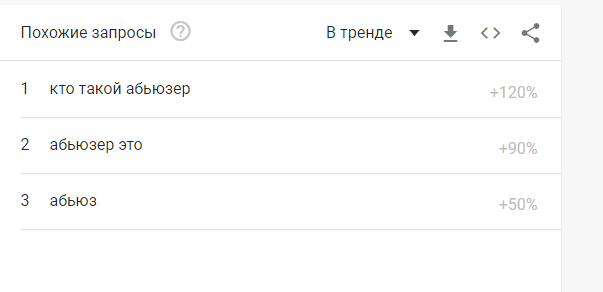 Похожие запросы ? В тренде
1 кто такой абьюзер +120%
2 абьюзер это +90%
3 абьюз +50%